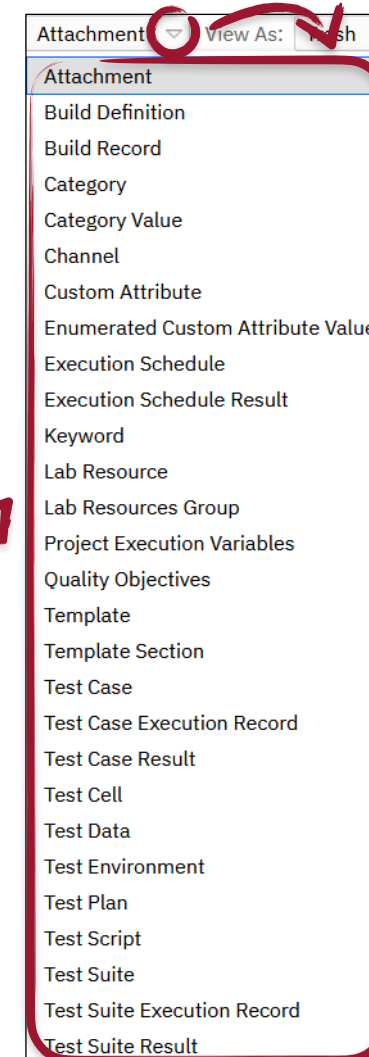 Attachment View As: sh
Attachment
Build Definition
Build Record
Category
Category Value
Channel
Custom Attribute
Enumerated Custom Attribute Value
Execution Schedule
Execution Schedule Result
Keyword
Lab Resource
Lab Resources Group
Project Execution Variables
Quality Objectives
Template
Template Section
Test Case
Test Case Execution Record
Test Case Result
Test Cell
Test Data
Test Environment
Test Plan
Test Script
Test Suite
Test Suite Execution Record
Test Suite Result